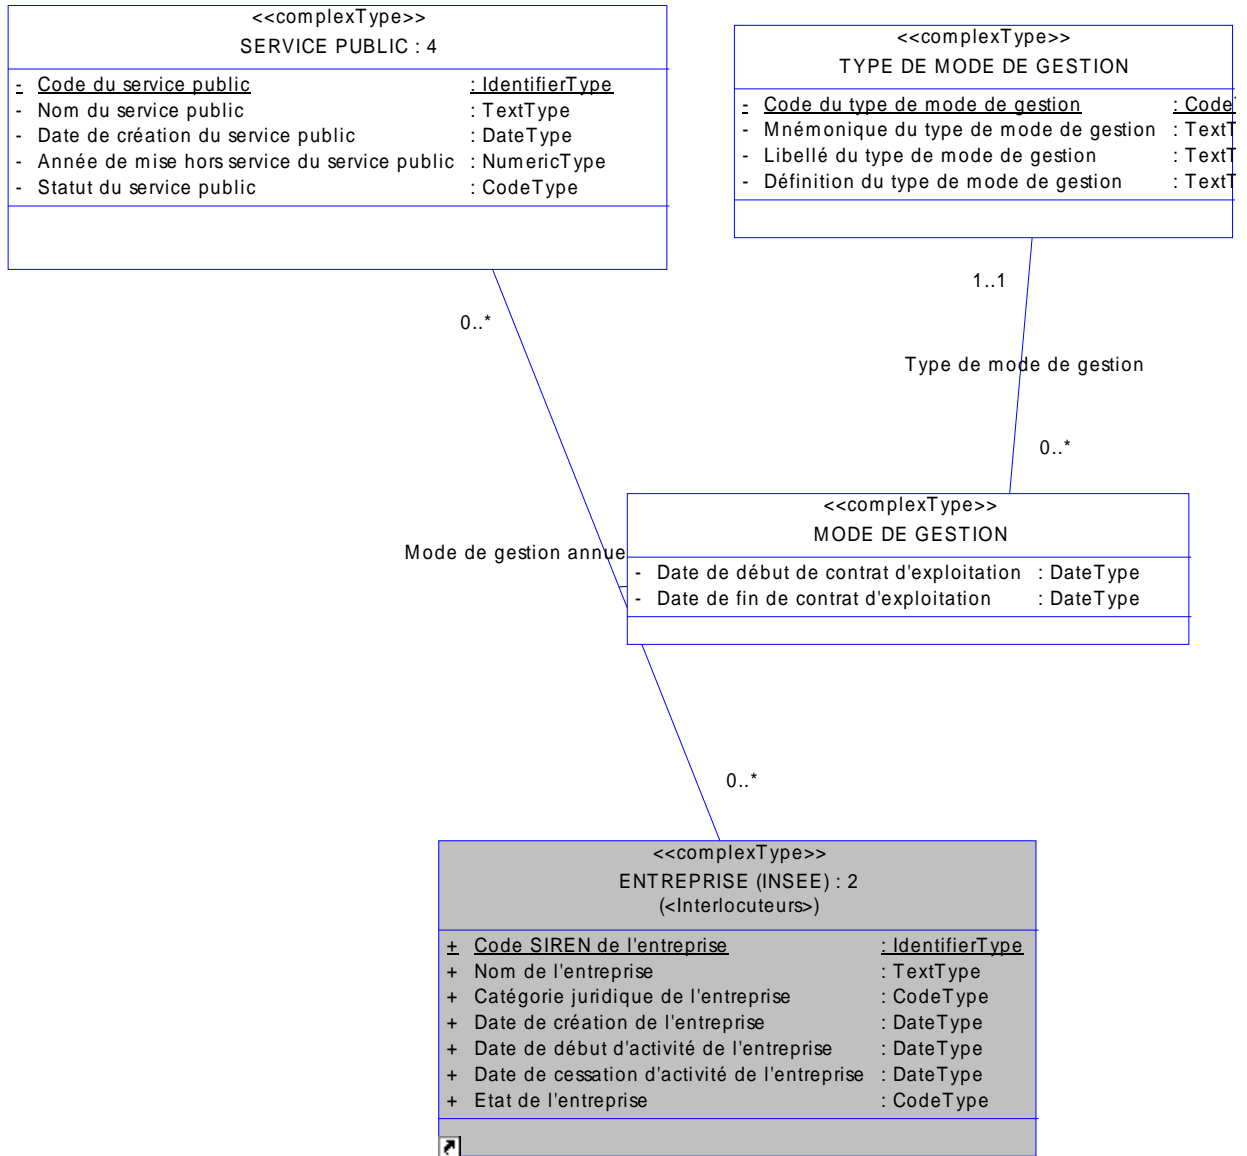 <<complexType>>
SERVICE PUBLIC : 4
- Code du service public : IdentifierType
- Nom du service public : TextType
- Date de création du service public : DateType
- Année de mise hors service du service public : NumericType
- Statut du service public : CodeType
<<complexType>>
TYPE DE MODE DE GESTION
- Code du type de mode de gestion : Code
- Mnémonique du type de mode de gestion : Text
- Libellé du type de mode de gestion : Text
- Définition du type de mode de gestion : Text
1..1
0..*
Type de mode de gestion
0..*
<<complexType>>
MODE DE GESTION
Mode de gestion annue
- Date de début de contrat d'exploitation : DateType
- Date de fin de contrat d'exploitation : DateType
0..*
<<complexType>>
ENTREPRISE (INSEE) : 2
(<Interlocuteurs>)
+ Code SIREN de l'entreprise : IdentifierType
+ Nom de l'entreprise : TextType
+ Catégorie juridique de l'entreprise : CodeType
+ Date de création de l'entreprise : DateType
+ Date de début d'activité de l'entreprise : DateType
+ Date de cessation d'activité de l'entreprise : DateType
+ Etat de l'entreprise : CodeType